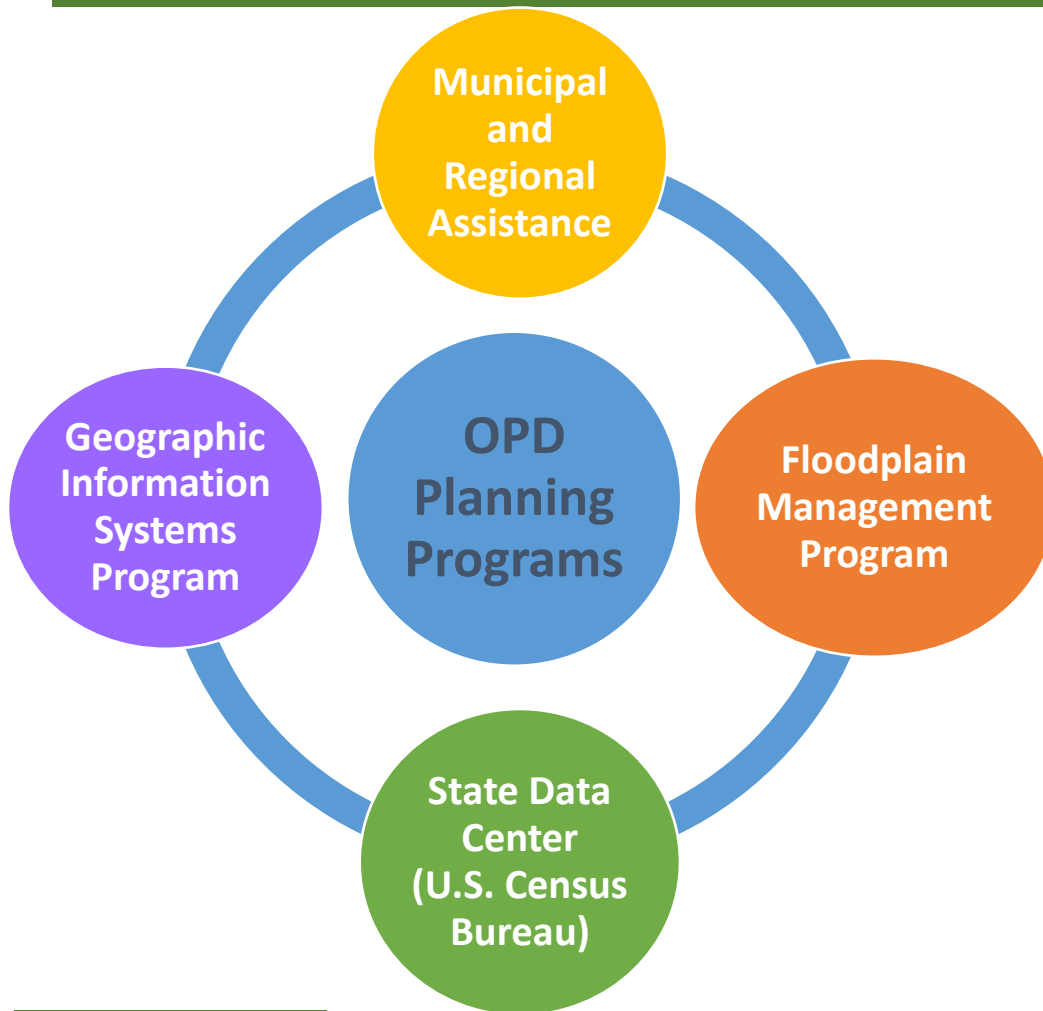 Municipal
and
Regional
Assistance
Geographic
Information
Systems
Program
OPD
Planning
Programs
Floodplain
Management
Program
State Data
Center
(U.S. Census
Bureau)